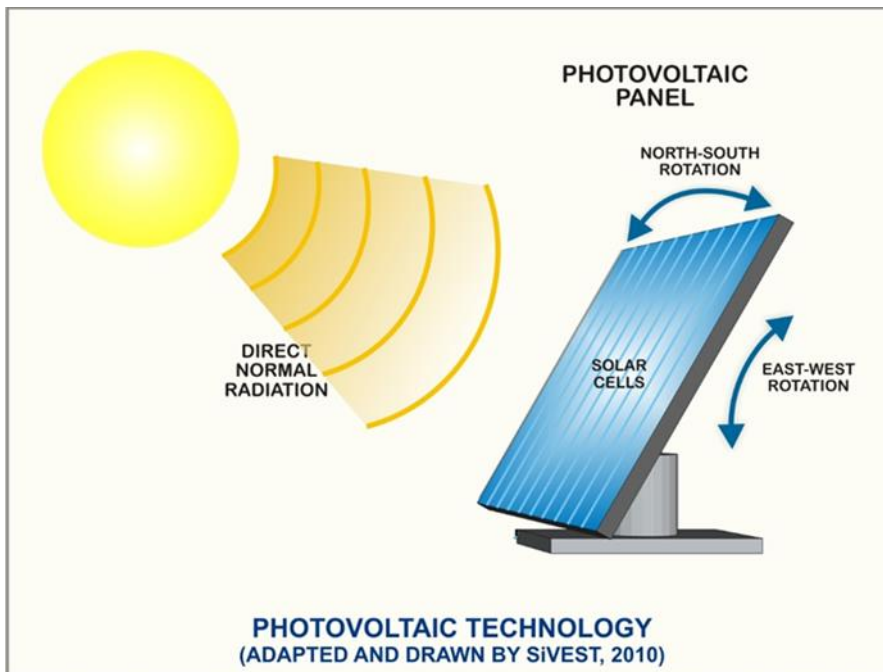 PHOTOVOLTAIC
PANEL
NORTH-SOUTH
ROTATION
DIRECT
NORMAL
RADIATION
SOLAR
CELLS
EAST-WEST
ROTATION
PHOTOVOLTAIC TECHNOLOGY
(ADAPTED AND DRAWN BY SiVEST, 2010)